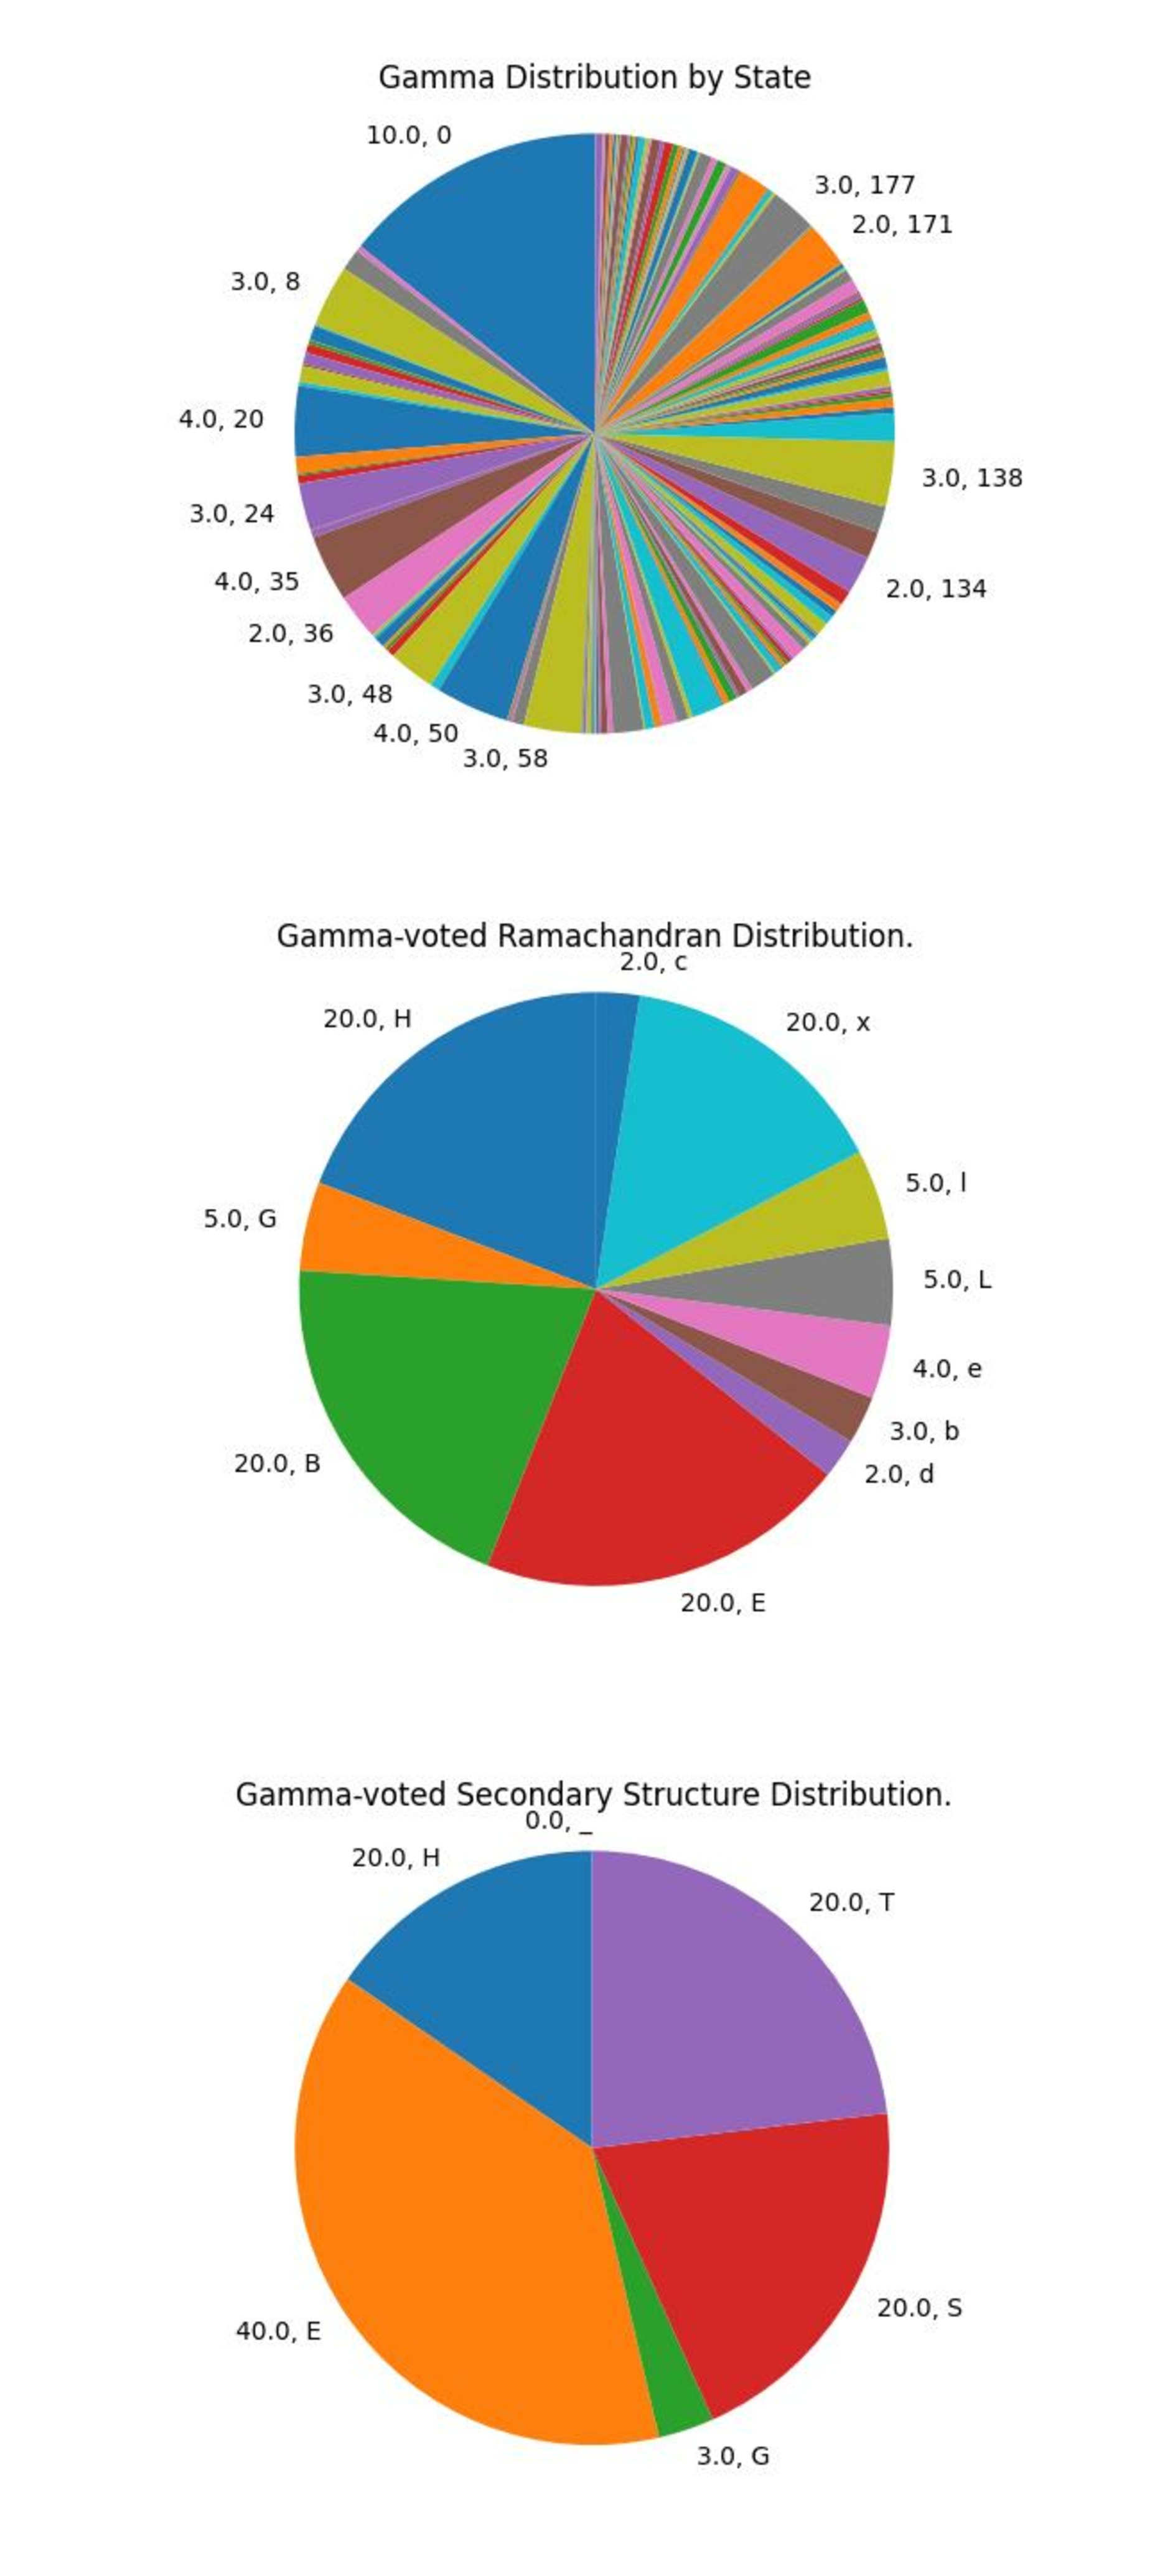 Gamma Distribution by State
10.0, 0
3.0, 177
2.0, 171
3.0, 8
4.0, 20
3.0, 138
3.0, 24
4.0, 35
2.0, 134
2.0, 36
3.0, 48
4.0, 50
3.0, 58
Gamma-voted Ramachandran Distribution.
2.0, c
20.0, H
20.0, x
5.0, l
5.0, G
5.0, L
4.0, e
3.0, b
20.0, B
2.0, d
20.0, E
Gamma-voted Secondary Structure Distribution.
0.0, _
20.0, H
20.0, T
20.0, S
40.0, E
3.0, G